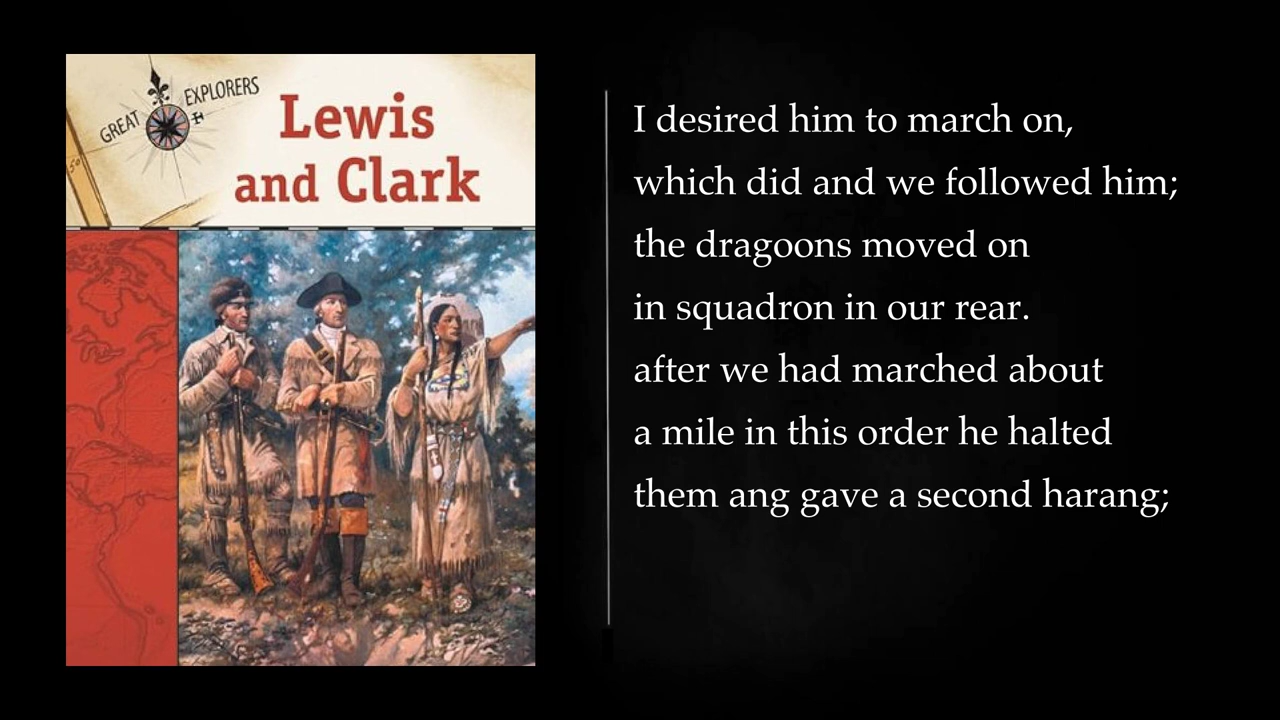 GREAT EXPLORERS
Lewis
and Clark
I desired him to march on,
which did and we followed him;
the dragoons moved on
in squadron in our rear.
after we had marched about
a mile in this order he halted
them ang gave a second harang;